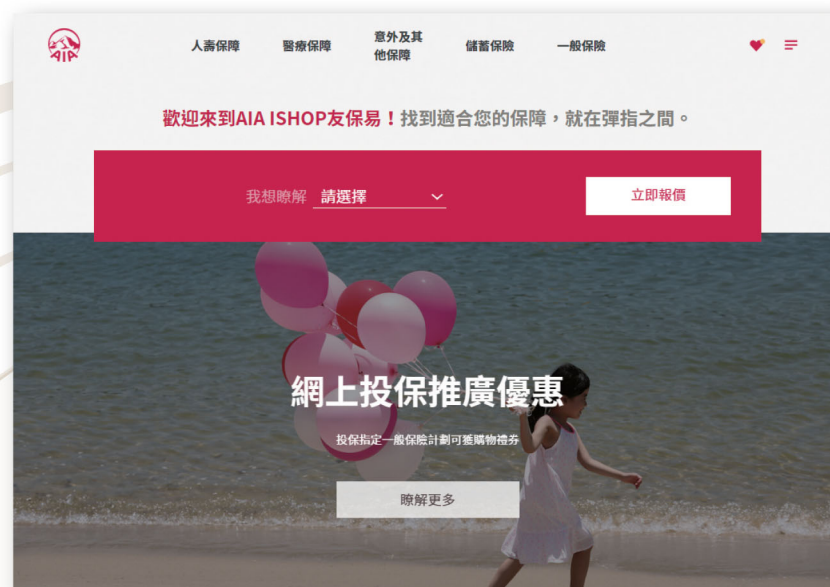 AIA
人壽保障
醫療保障
意外及其
他保障
儲蓄保險
一般保險
歡迎來到AIA ISHOP友保易！找到適合您的保障，就在彈指之間。
我想瞭解 請選擇
立即報價
網上投保推廣優惠
投保指定一般保險計劃可獲購物禮券
瞭解更多